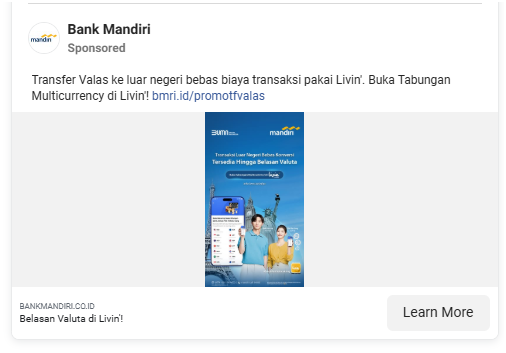 Bank Mandiri
Sponsored
mandiri
Transfer Valas ke luar negeri bebas biaya transaksi pakai Livin'. Buka Tabungan
Multicurrency di Livin'! bmri.id/promotfvalas
BUMN
mandiri
Transaksi Luar Negeri Bebas Konversi
Tersedia Hingga Belasan Valuta
BANKMANDIRI.CO.ID
Belasan Valuta di Livin'!
Learn More